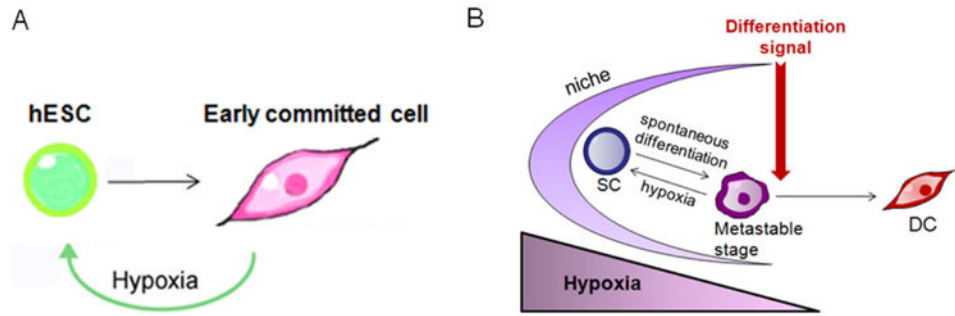 A
hESC
Early committed cell
Hypoxia
B
Differentiation
signal
niche
spontaneous
differentiation
SC
hypoxia
Metastable
stage
DC
Hypoxia